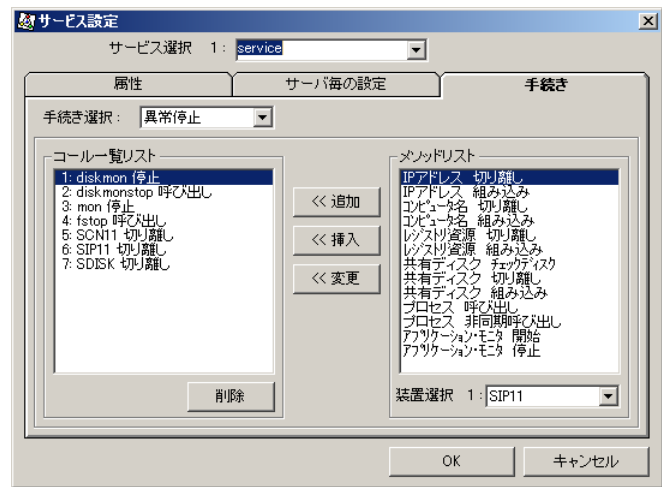 サービス設定
サービス選択 1: service
属性 サーバ毎の設定 手続き
手続き選択: 異常停止
コール一覧リスト
1: diskmon 停止
2: diskmonstop 呼び出し
3: mon 停止
4: fstop 呼び出し
5: SCN11 切り離し
6: SIP11 切り離し
7: SDISK 切り離し
削除
<< 追加
<< 挿入
<< 変更
メソッドリスト
IPアドレス 切り離し
IPアドレス 組み込み
コンピュータ名 切り離し
コンピュータ名 組み込み
レジストリ資源 切り離し
レジストリ資源 組み込み
共有ディスク チェックディスク
共有ディスク 切り離し
共有ディスク 組み込み
プロセス 呼び出し
プロセス 非同期呼び出し
アプリケーション・モニタ 開始
アプリケーション・モニタ 停止
装置選択 1: SIP11
OK キャンセル